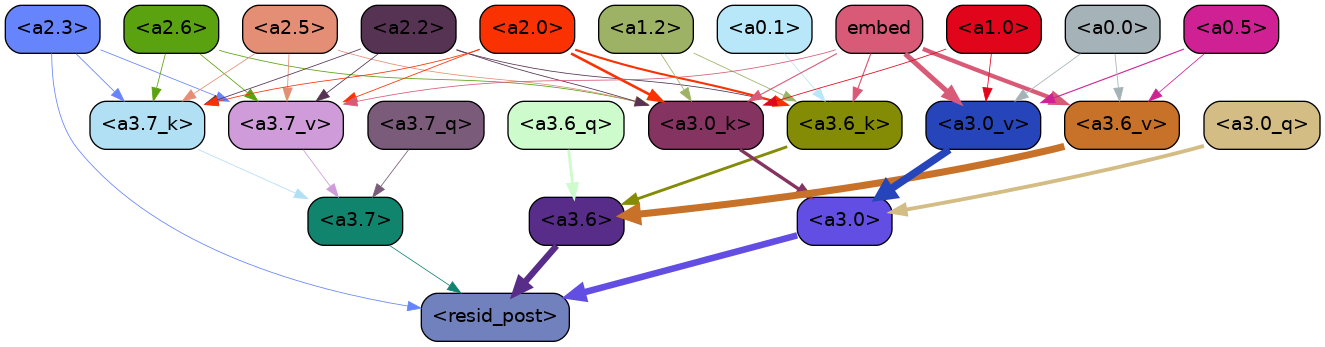 <a2.3> <a2.6> <a2.5> <a2.2> <a2.0> <a1.2> <a0.1> embed <a1.0> <a0.0> <a0.5>
<a3.7_k> <a3.7_v> <a3.7_q> <a3.6_q> <a3.0_k> <a3.6_k> <a3.0_v> <a3.6_v> <a3.0_q>
<a3.7> <a3.6> <a3.0>
<resid_post>